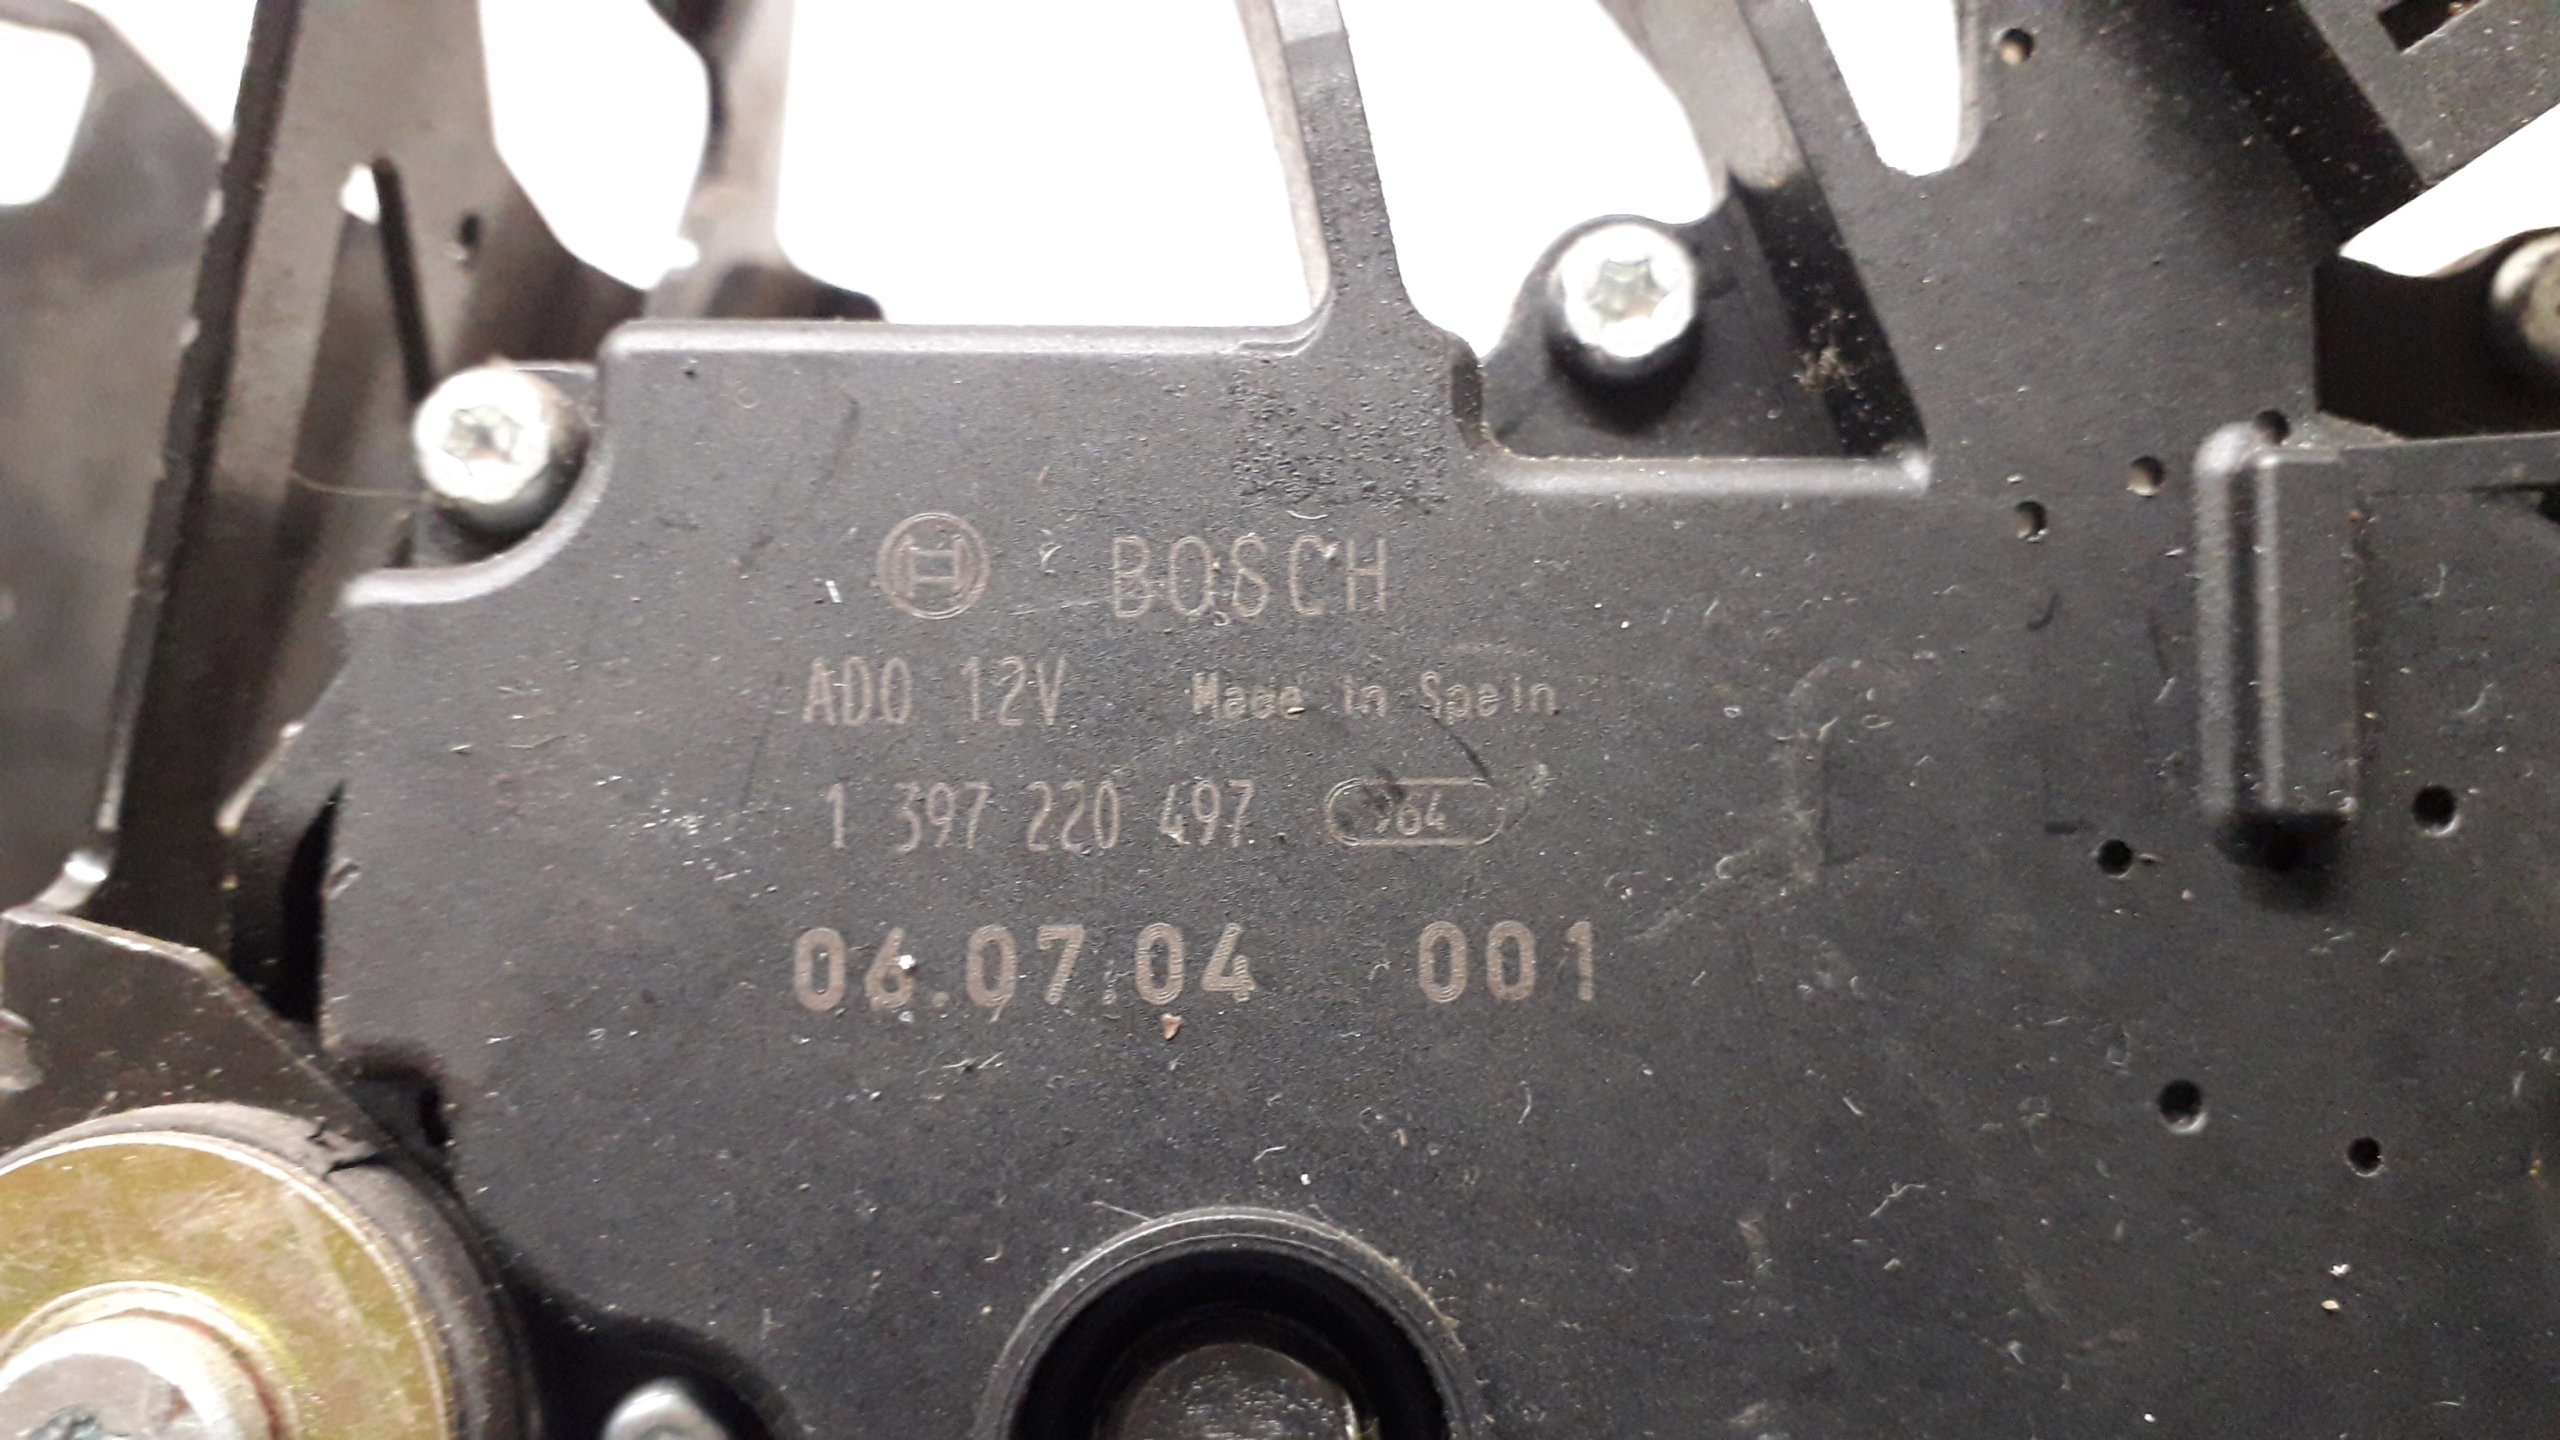 BOSCH
ADO 12V Made in Spain
1 397 220 497
06.07.04 001